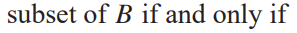 subset of B if and only if